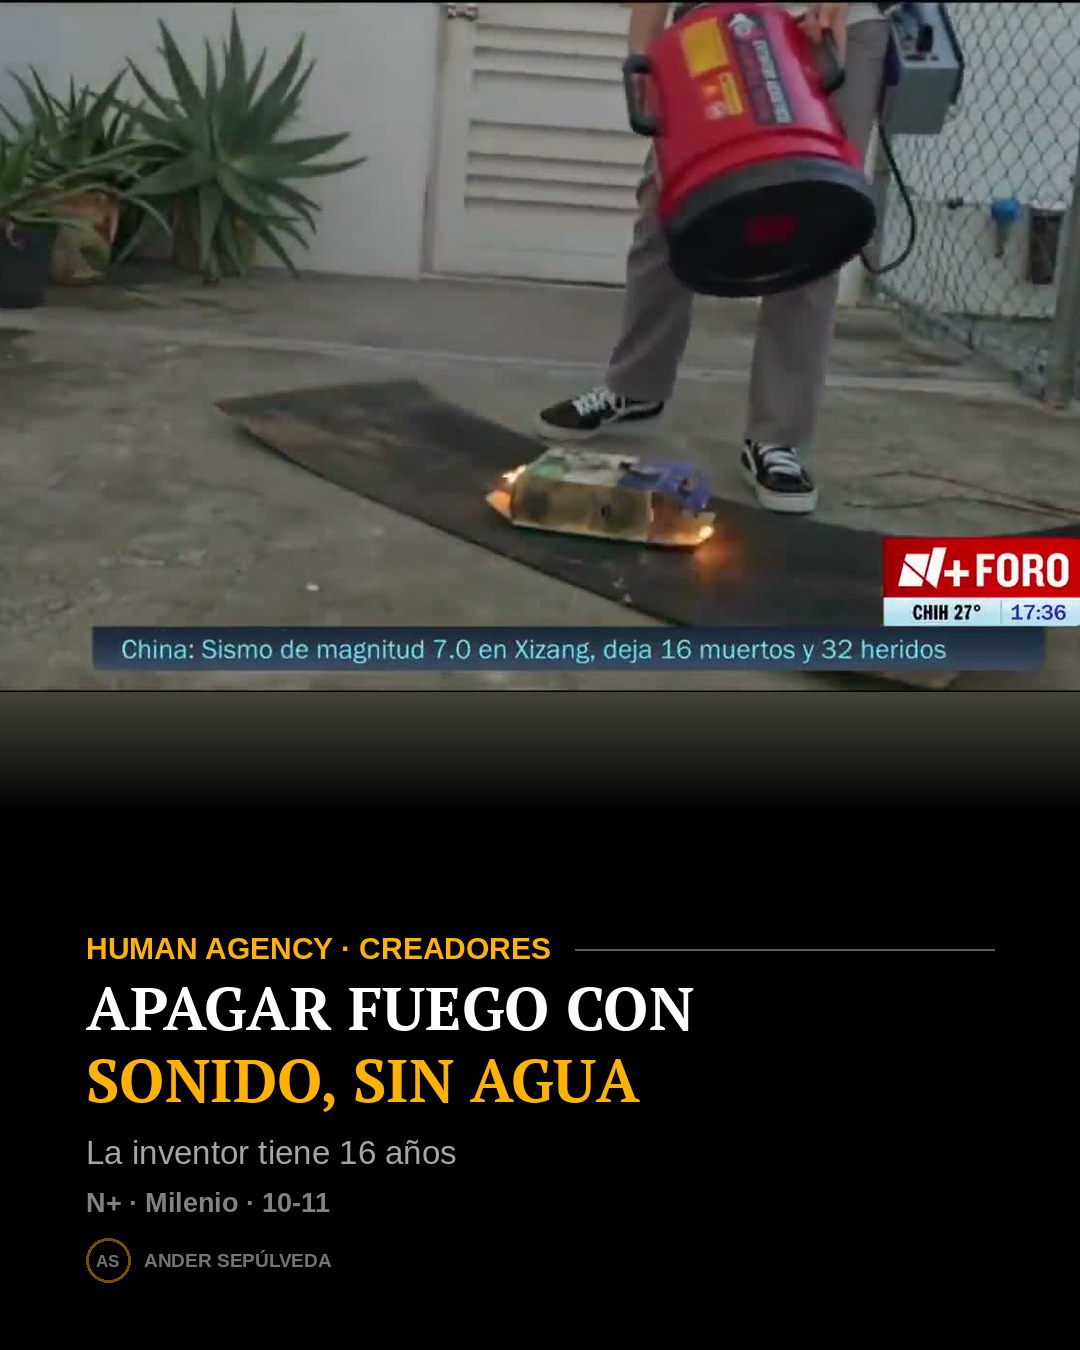 N+ FORO
CHIH 27° 17:36
China: Sismo de magnitud 7.0 en Xizang, deja 16 muertos y 32 heridos
HUMAN AGENCY · CREADORES
APAGAR FUEGO CON
SONIDO, SIN AGUA
La inventor tiene 16 años
N+ · Milenio · 10-11
AS ANDER SEPÚLVEDA